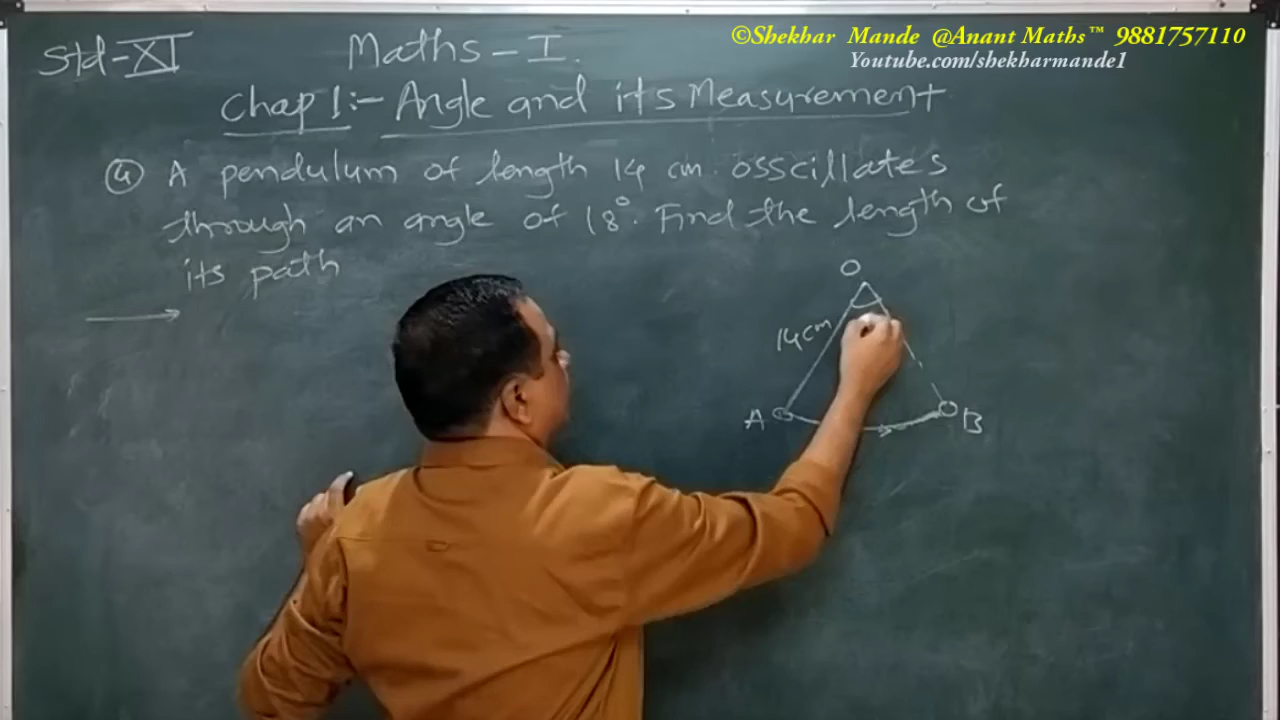 ©Shekhar Mande @Anant Maths™ 9881757110
Youtube.com/shekharmande1
Std-XI Maths-I.
Chap 1:- Angle and its Measurement
④ A pendulum of length 14 cm. osscillates
through an angle of 18°. Find the length of
its path
O
14cm
A B